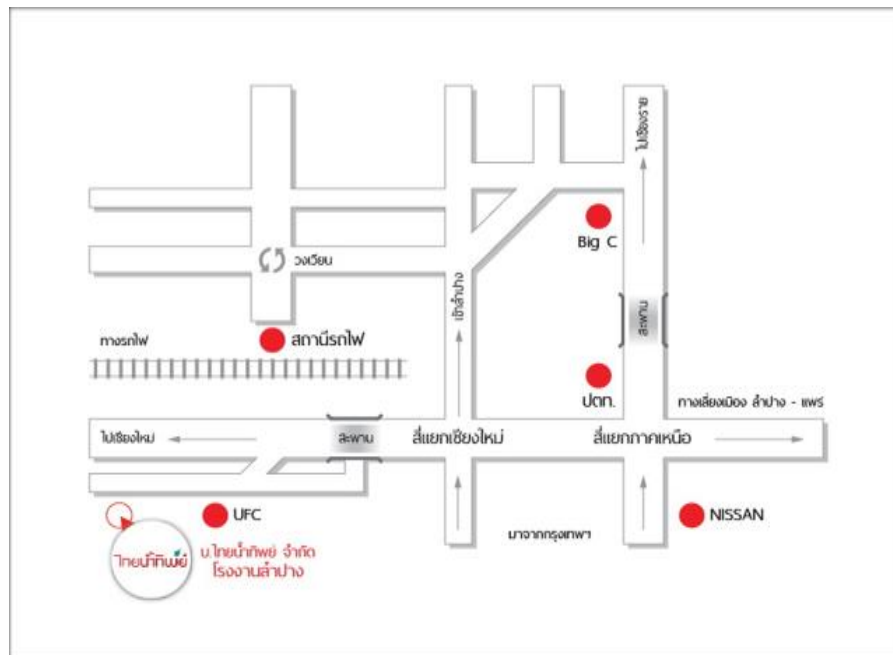 ไปเชียงราย
Big C
วงเวียน
เข้าลำปาง
สะพาน
ทางรถไฟ
สถานีรถไฟ
ปตท.
ทางเลี่ยงเมือง ลำปาง - แพร่
ไปเชียงใหม่
สะพาน
สี่แยกเชียงใหม่
สี่แยกภาคเหนือ
UFC
NISSAN
มาจากกรุงเทพฯ
ไทยน้ำทิพย์
บ.ไทยน้ำทิพย์ จำกัด
โรงงานลำปาง